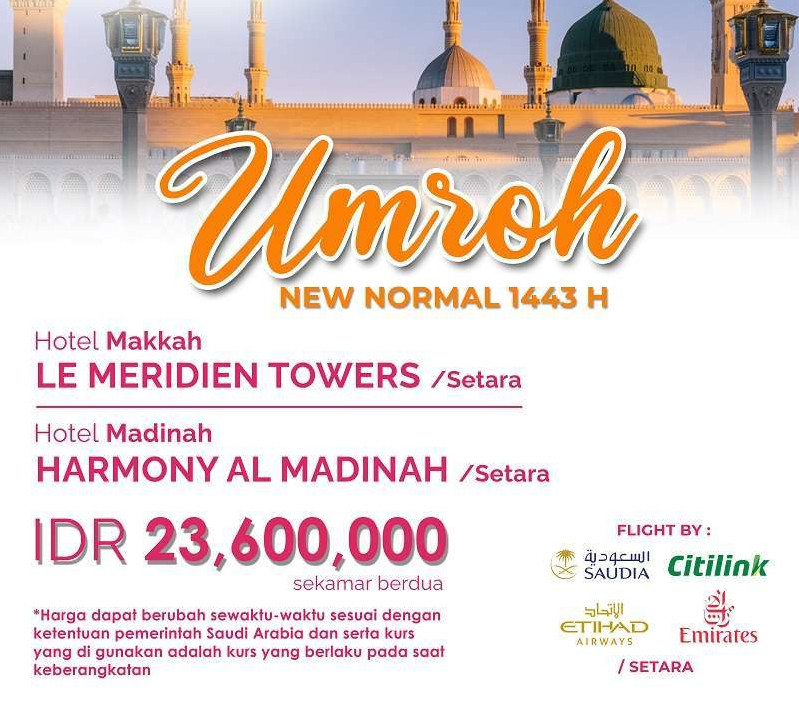 Umroh
NEW NORMAL 1443 H
Hotel Makkah
LE MERIDIEN TOWERS /Setara
Hotel Madinah
HARMONY AL MADINAH /Setara
IDR 23,600,000
sekamar berdua
*Harga dapat berubah sewaktu-waktu sesuai dengan
ketentuan pemerintah Saudi Arabia dan serta kurs
yang di gunakan adalah kurs yang berlaku pada saat
keberangkatan
FLIGHT BY :
السعودية
SAUDIA
Citilink
الإتحاد
ETIHAD
AIRWAYS
Emirates
/ SETARA